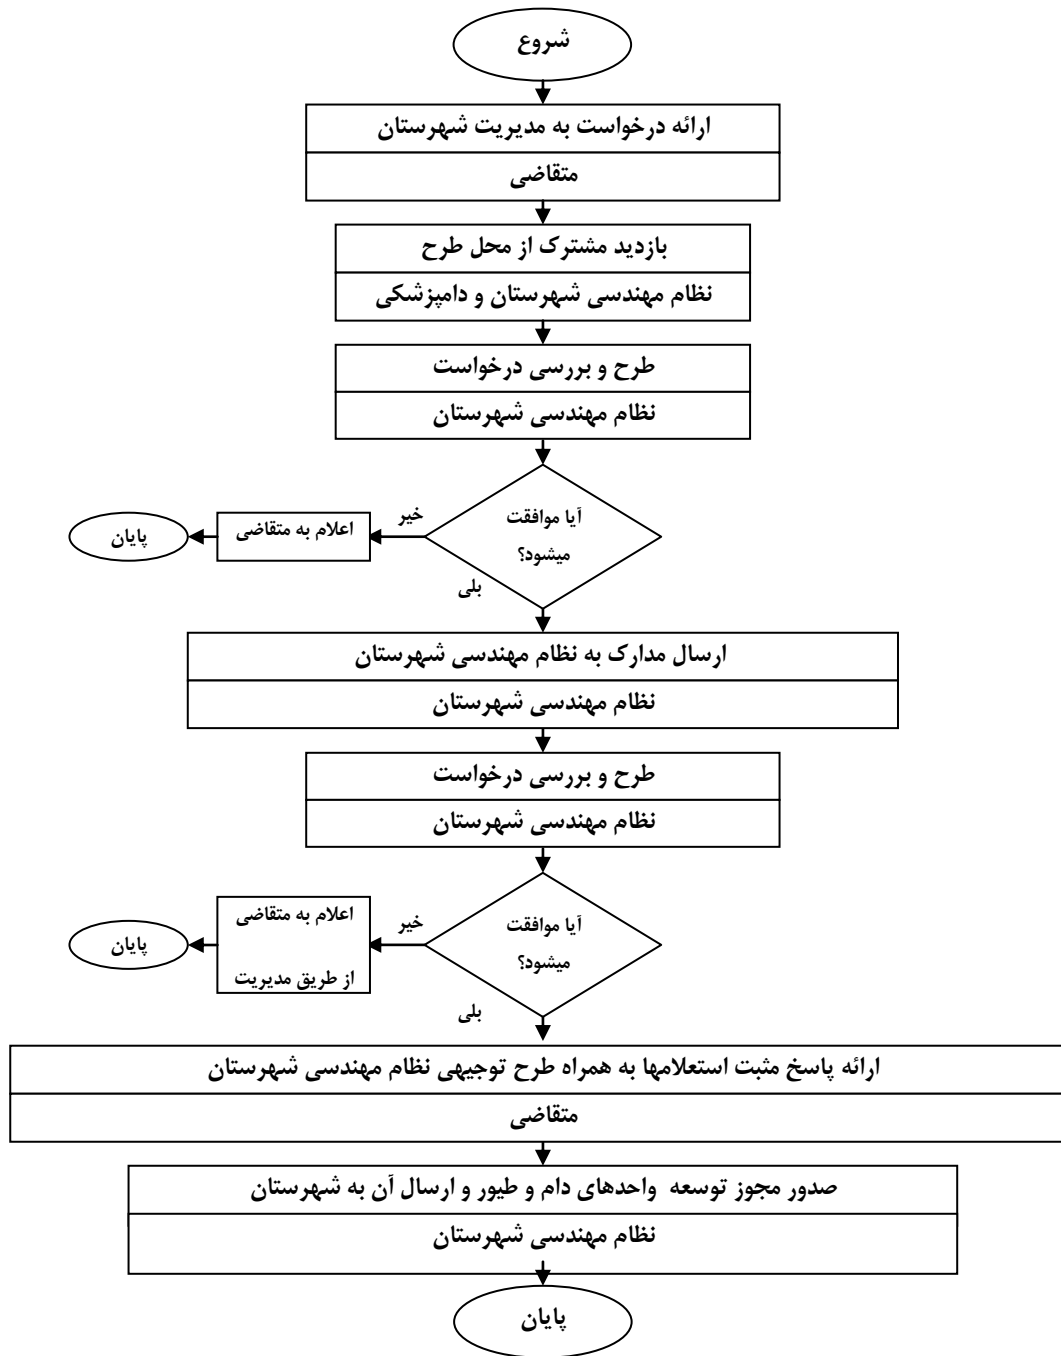 شروع
ارائه درخواست به مدیریت شهرستان
متقاضی
بازدید مشترک از محل طرح
نظام مهندسی شهرستان و دامپزشکی
طرح و بررسی درخواست
نظام مهندسی شهرستان
آیا موافقت
میشود؟
خیر
اعلام به متقاضی
پایان
بلی
ارسال مدارک به نظام مهندسی شهرستان
نظام مهندسی شهرستان
طرح و بررسی درخواست
نظام مهندسی شهرستان
آیا موافقت
میشود؟
خیر
اعلام به متقاضی
از طریق مدیریت
پایان
بلی
ارائه پاسخ مثبت استعلامها به همراه طرح توجیهی نظام مهندسی شهرستان
متقاضی
صدور مجوز توسعه واحدهای دام و طیور و ارسال آن به شهرستان
نظام مهندسی شهرستان
پایان